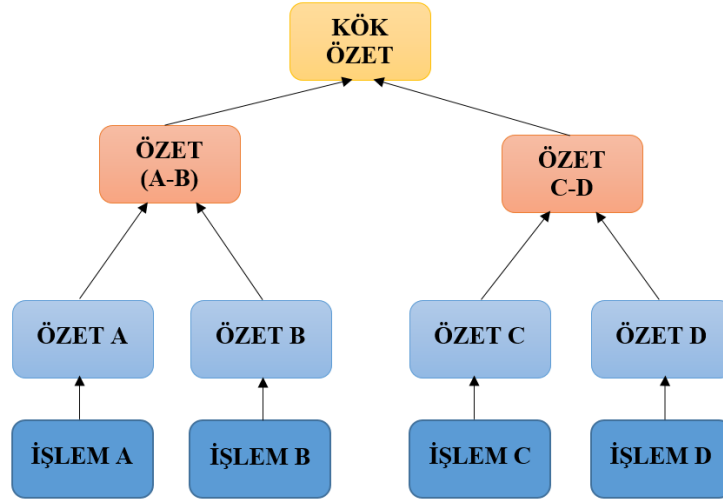 KÖK
ÖZET
ÖZET
(A-B)
ÖZET
C-D
ÖZET A
ÖZET B
ÖZET C
ÖZET D
İŞLEM A
İŞLEM B
İŞLEM C
İŞLEM D